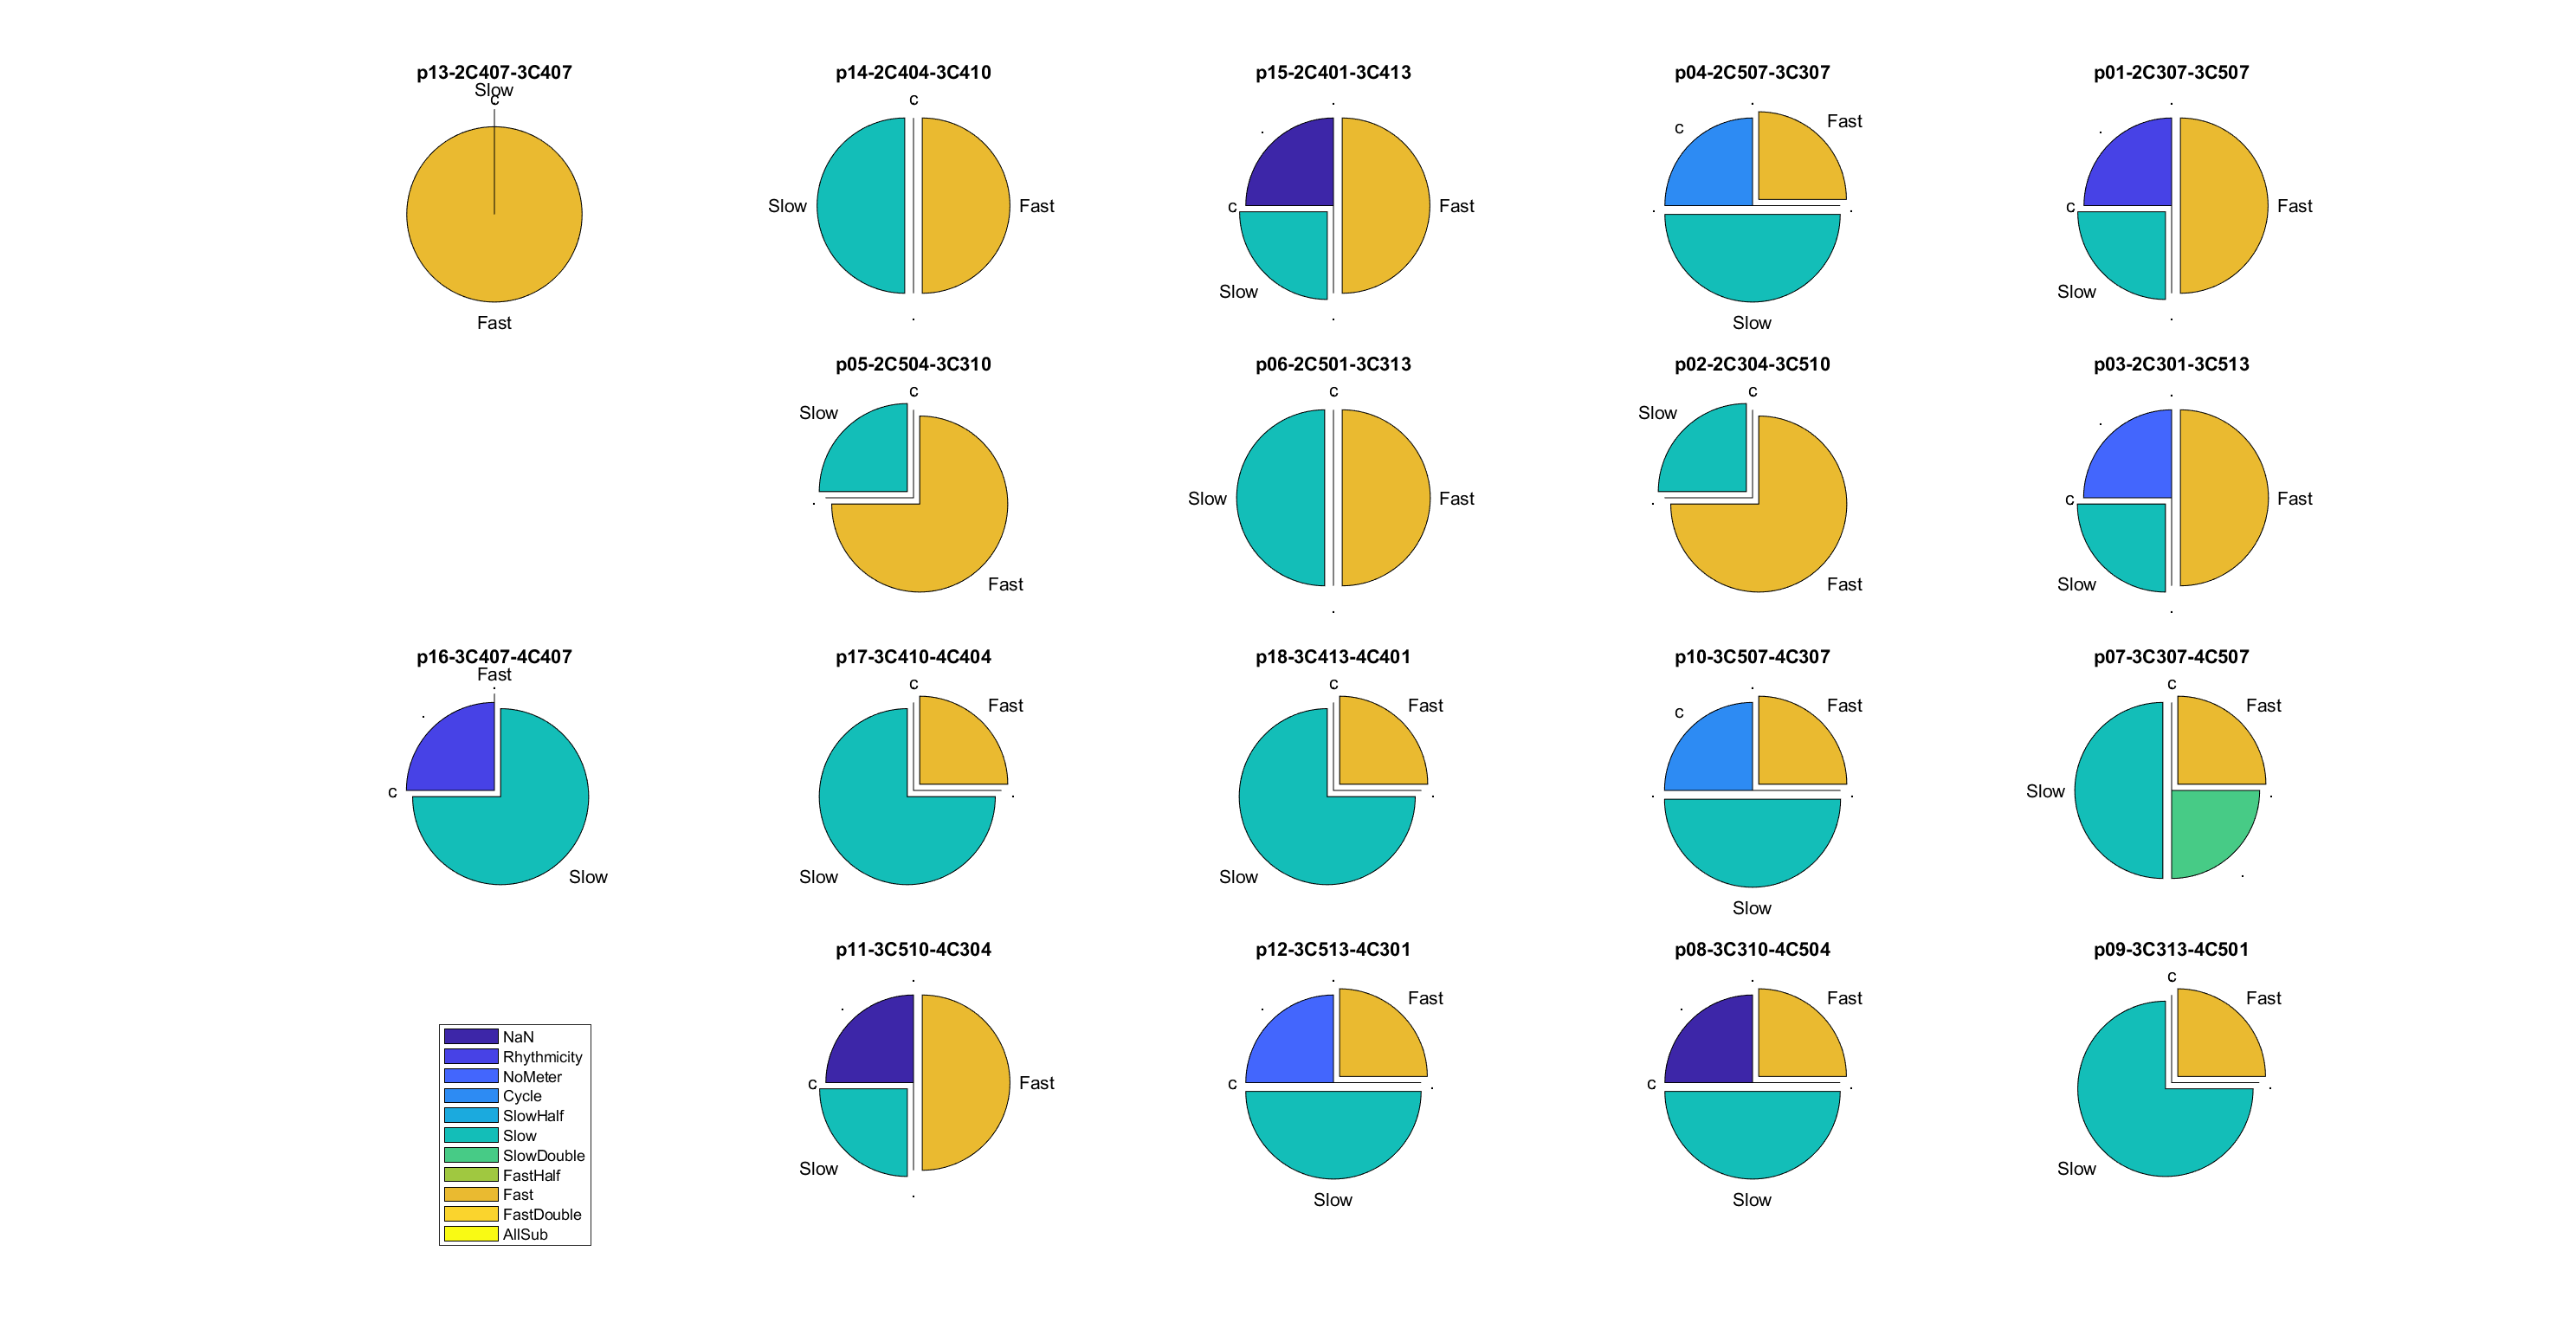 p13-2C407-3C407
Slow
c
Fast
p14-2C404-3C410
c
Slow
Fast
.
p15-2C401-3C413
.
.
c
Fast
Slow
.
p04-2C507-3C307
.
c
Fast
.
.
Slow
p01-2C307-3C507
.
.
c
Fast
Slow
.
p05-2C504-3C310
c
Slow
.
Fast
p06-2C501-3C313
c
Slow
Fast
.
p02-2C304-3C510
c
Slow
.
Fast
p03-2C301-3C513
.
.
c
Fast
Slow
.
p16-3C407-4C407
Fast
.
.
c
Slow
p17-3C410-4C404
c
Fast
.
Slow
p18-3C413-4C401
c
Fast
.
Slow
p10-3C507-4C307
.
c
Fast
.
.
Slow
p07-3C307-4C507
c
Fast
Slow
.
.
p11-3C510-4C304
.
.
c
Fast
Slow
.
p12-3C513-4C301
.
.
Fast
c
.
Slow
p08-3C310-4C504
.
.
Fast
c
.
Slow
p09-3C313-4C501
c
Fast
.
Slow
NaN
Rhythmicity
NoMeter
Cycle
SlowHalf
Slow
SlowDouble
FastHalf
Fast
FastDouble
AllSub